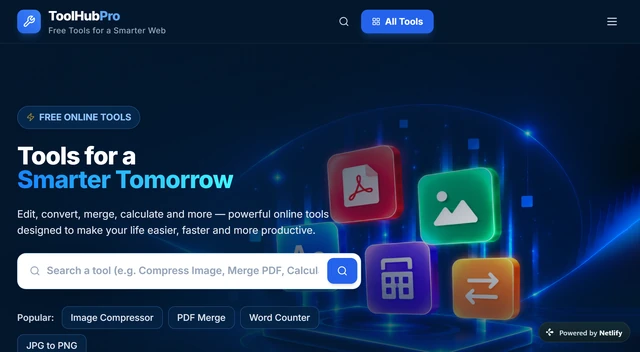 ToolHubPro
Free Tools for a Smarter Web
All Tools
FREE ONLINE TOOLS
Tools for a
Smarter Tomorrow
Edit, convert, merge, calculate and more — powerful online tools
designed to make your life easier, faster and more productive.
Search a tool (e.g. Compress Image, Merge PDF, Calcul
Popular:
Image Compressor
PDF Merge
Word Counter
JPG to PNG
Powered by Netlify